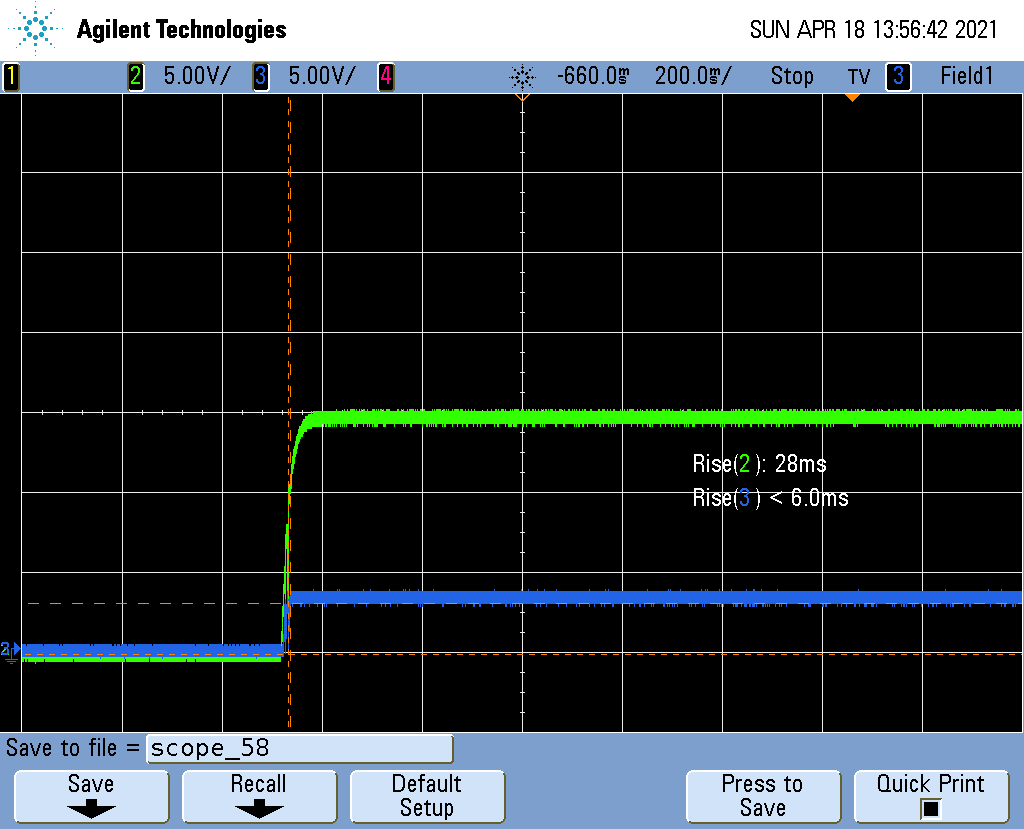 Agilent Technologies
SUN APR 18 13:56:42 2021
1 2 5.00V/ 3 5.00V/ 4 -660.0ms 200.0ms/ Stop TV 3 Field1
Rise(2): 28ms
Rise(3) < 6.0ms
2
Save to file = scope_58
Save
Recall
Default
Setup
Press to
Save
Quick Print